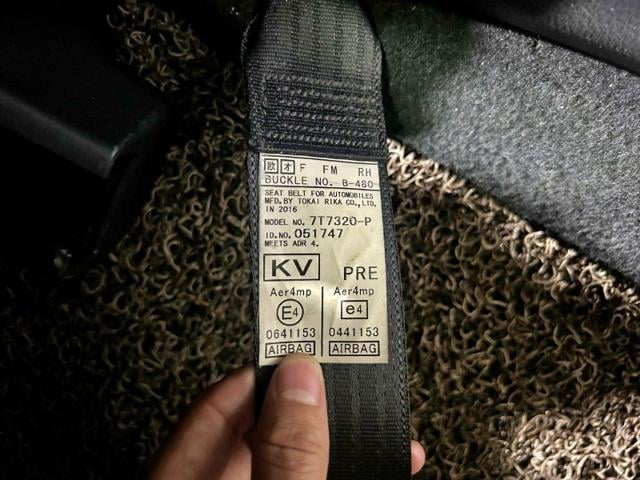 欧 才 F FM RH
BUCKLE NO. B-480
SEAT BELT FOR AUTOMOBILES
MFD.BY TOKAI RIKA CO.,LTD.
IN 2016
MODEL NO. 7T7320-P
ID.NO. 051747
MEETS ADR 4.
KV PRE
Aer4mp Aer4mp
E4 e4
0641153 0441153
AIRBAG AIRBAG